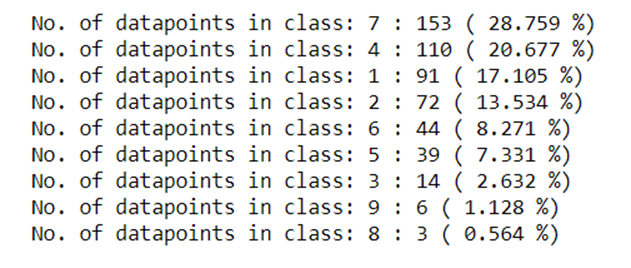 No. of datapoints in class: 7 : 153 ( 28.759 %)
No. of datapoints in class: 4 : 110 ( 20.677 %)
No. of datapoints in class: 1 : 91 ( 17.105 %)
No. of datapoints in class: 2 : 72 ( 13.534 %)
No. of datapoints in class: 6 : 44 ( 8.271 %)
No. of datapoints in class: 5 : 39 ( 7.331 %)
No. of datapoints in class: 3 : 14 ( 2.632 %)
No. of datapoints in class: 9 : 6 ( 1.128 %)
No. of datapoints in class: 8 : 3 ( 0.564 %)